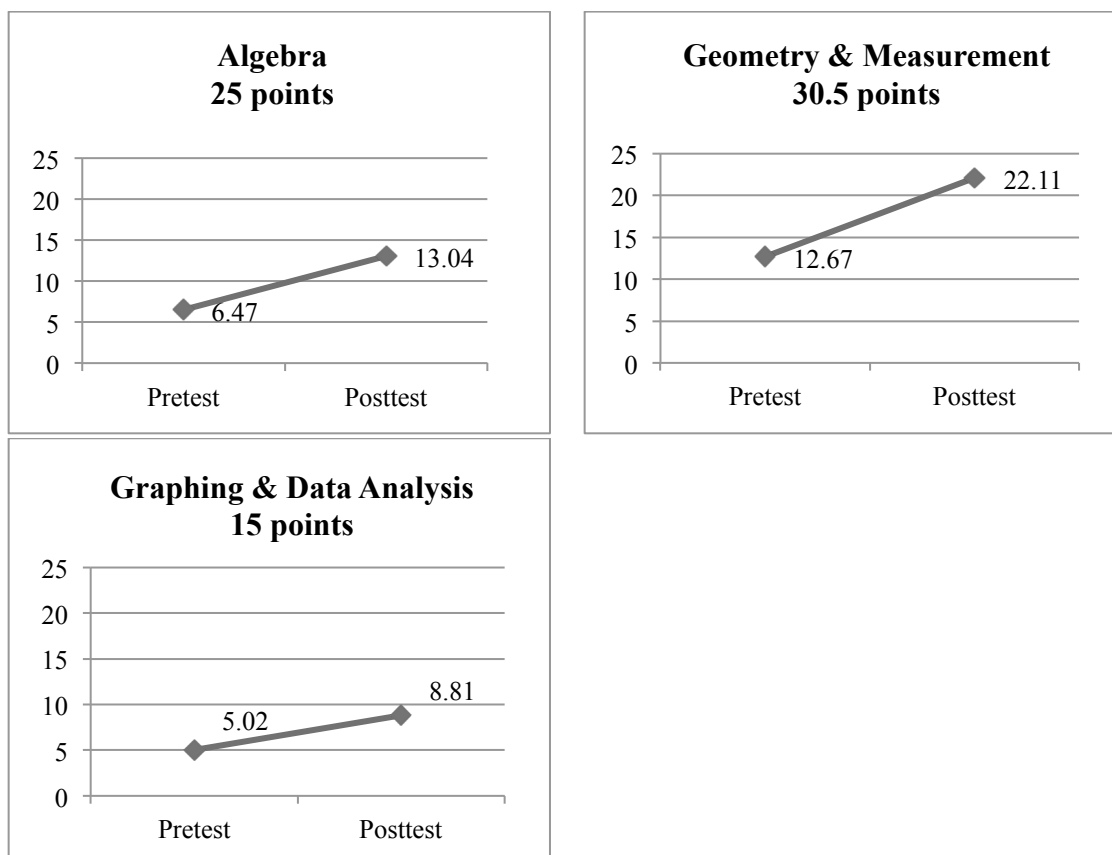 Algebra
25 points
25
20
15
10
5
0
6.47
13.04
Pretest
Posttest
Geometry & Measurement
30.5 points
25
20
15
10
5
0
12.67
22.11
Pretest
Posttest
Graphing & Data Analysis
15 points
25
20
15
10
5
0
5.02
8.81
Pretest
Posttest